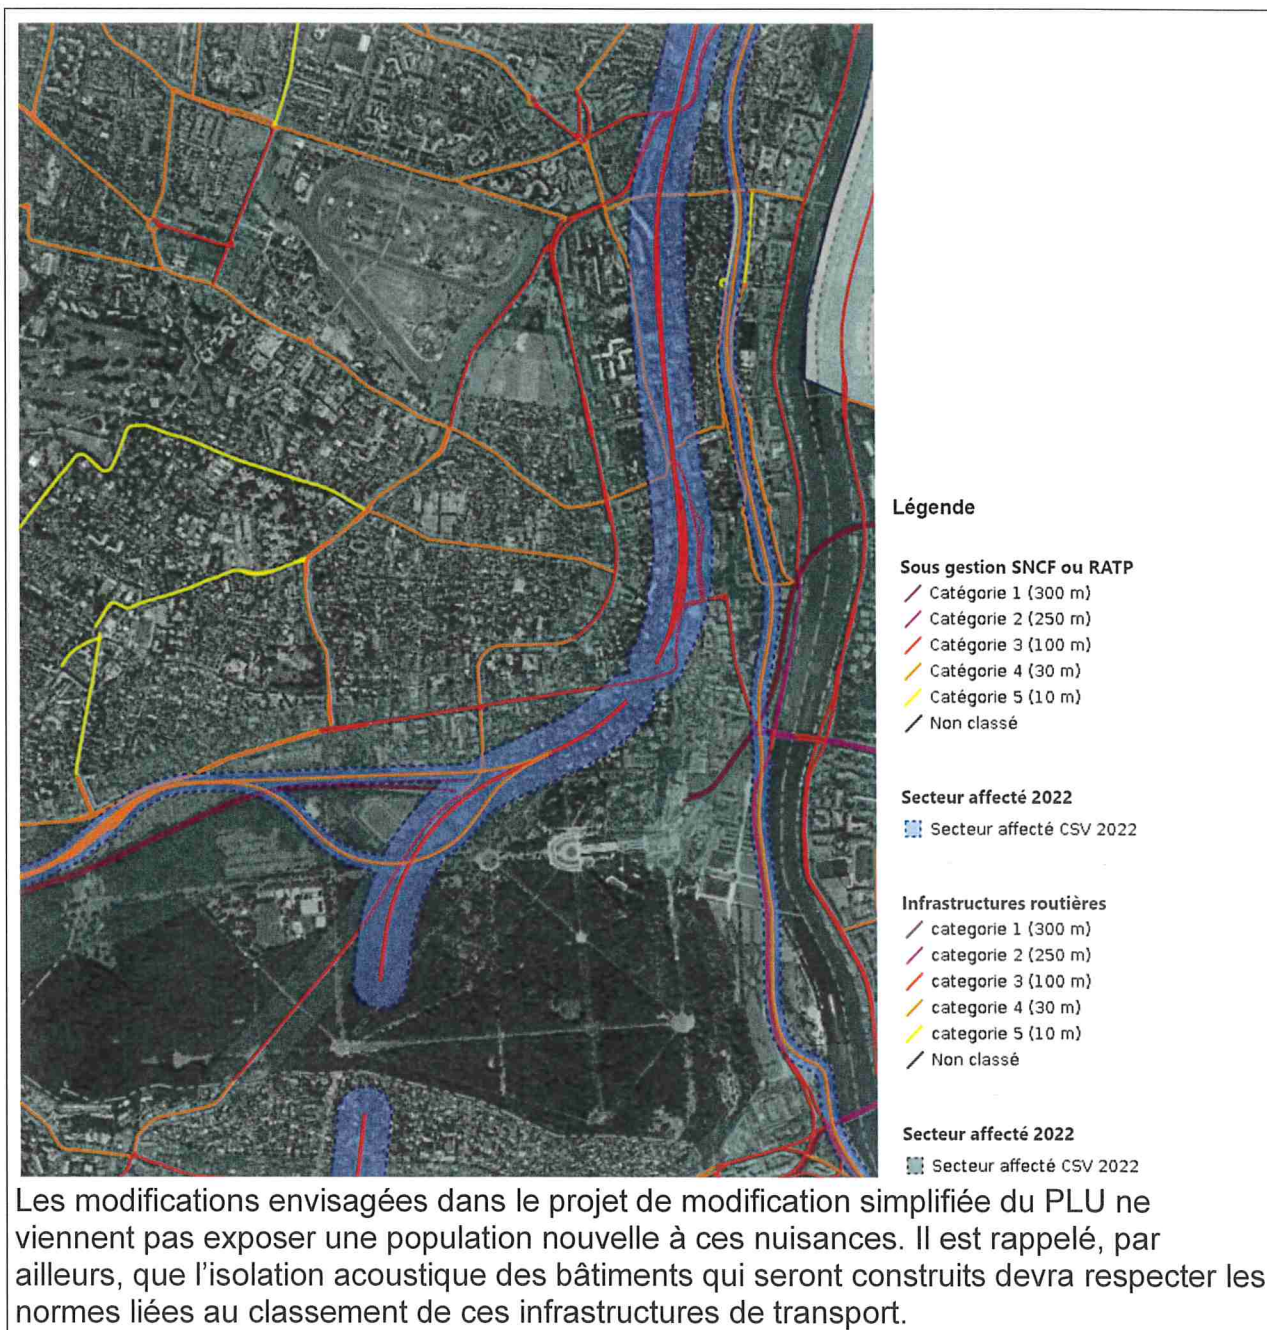 Légende
Sous gestion SNCF ou RATP
Catégorie 1 (300 m)
Catégorie 2 (250 m)
Catégorie 3 (100 m)
Catégorie 4 (30 m)
Catégorie 5 (10 m)
Non classé
Secteur affecté 2022
Secteur affecté CSV 2022
Infrastructures routières
categorie 1 (300 m)
categorie 2 (250 m)
categorie 3 (100 m)
categorie 4 (30 m)
categorie 5 (10 m)
Non classé
Secteur affecté 2022
Secteur affecté CSV 2022
Les modifications envisagées dans le projet de modification simplifiée du PLU ne
viennent pas exposer une population nouvelle à ces nuisances. Il est rappelé, par
ailleurs, que l'isolation acoustique des bâtiments qui seront construits devra respecter les
normes liées au classement de ces infrastructures de transport.